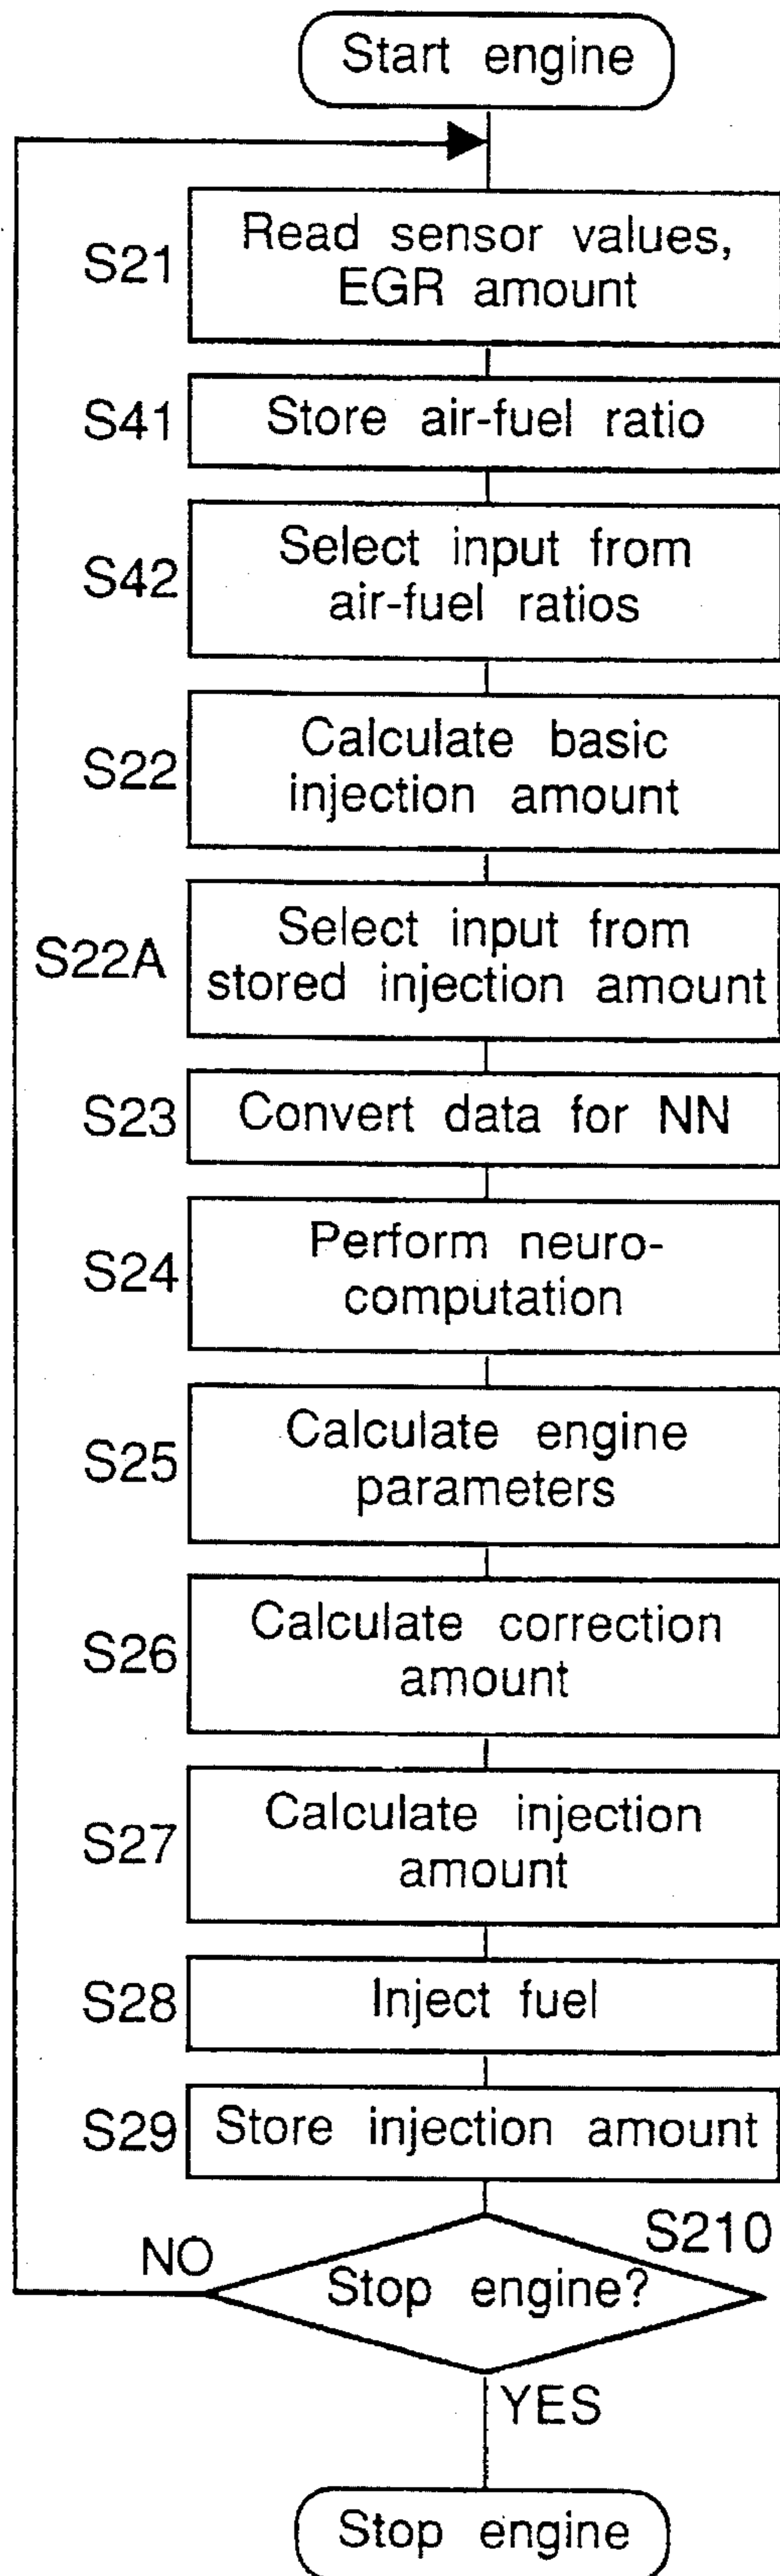 Start engine
S21
Read sensor values,
EGR amount
S41
Store air-fuel ratio
S42
Select input from
air-fuel ratios
S22
Calculate basic
injection amount
S22A
Select input from
stored injection amount
S23
Convert data for NN
S24
Perform neuro-
computation
S25
Calculate engine
parameters
S26
Calculate correction
amount
S27
Calculate injection
amount
S28
Inject fuel
S29
Store injection amount
S210
NO
Stop engine?
YES
Stop engine